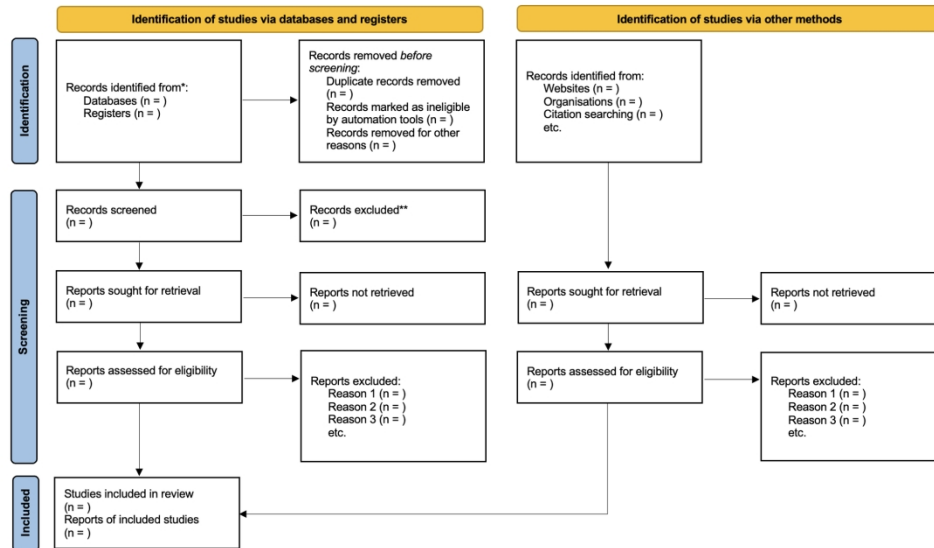 Identification of studies via databases and registers
Identification of studies via other methods
Identification
Records identified from*:
Databases (n = )
Registers (n = )
Records removed before
screening:
Duplicate records removed
(n = )
Records marked as ineligible
by automation tools (n = )
Records removed for other
reasons (n = )
Records identified from:
Websites (n = )
Organisations (n = )
Citation searching (n = )
etc.
Screening
Records screened
(n = )
Records excluded**
(n = )
Reports sought for retrieval
(n = )
Reports not retrieved
(n = )
Reports sought for retrieval
(n = )
Reports not retrieved
(n = )
Reports assessed for eligibility
(n = )
Reports excluded:
Reason 1 (n = )
Reason 2 (n = )
Reason 3 (n = )
etc.
Reports assessed for eligibility
(n = )
Reports excluded:
Reason 1 (n = )
Reason 2 (n = )
Reason 3 (n = )
etc.
Included
Studies included in review
(n = )
Reports of included studies
(n = )